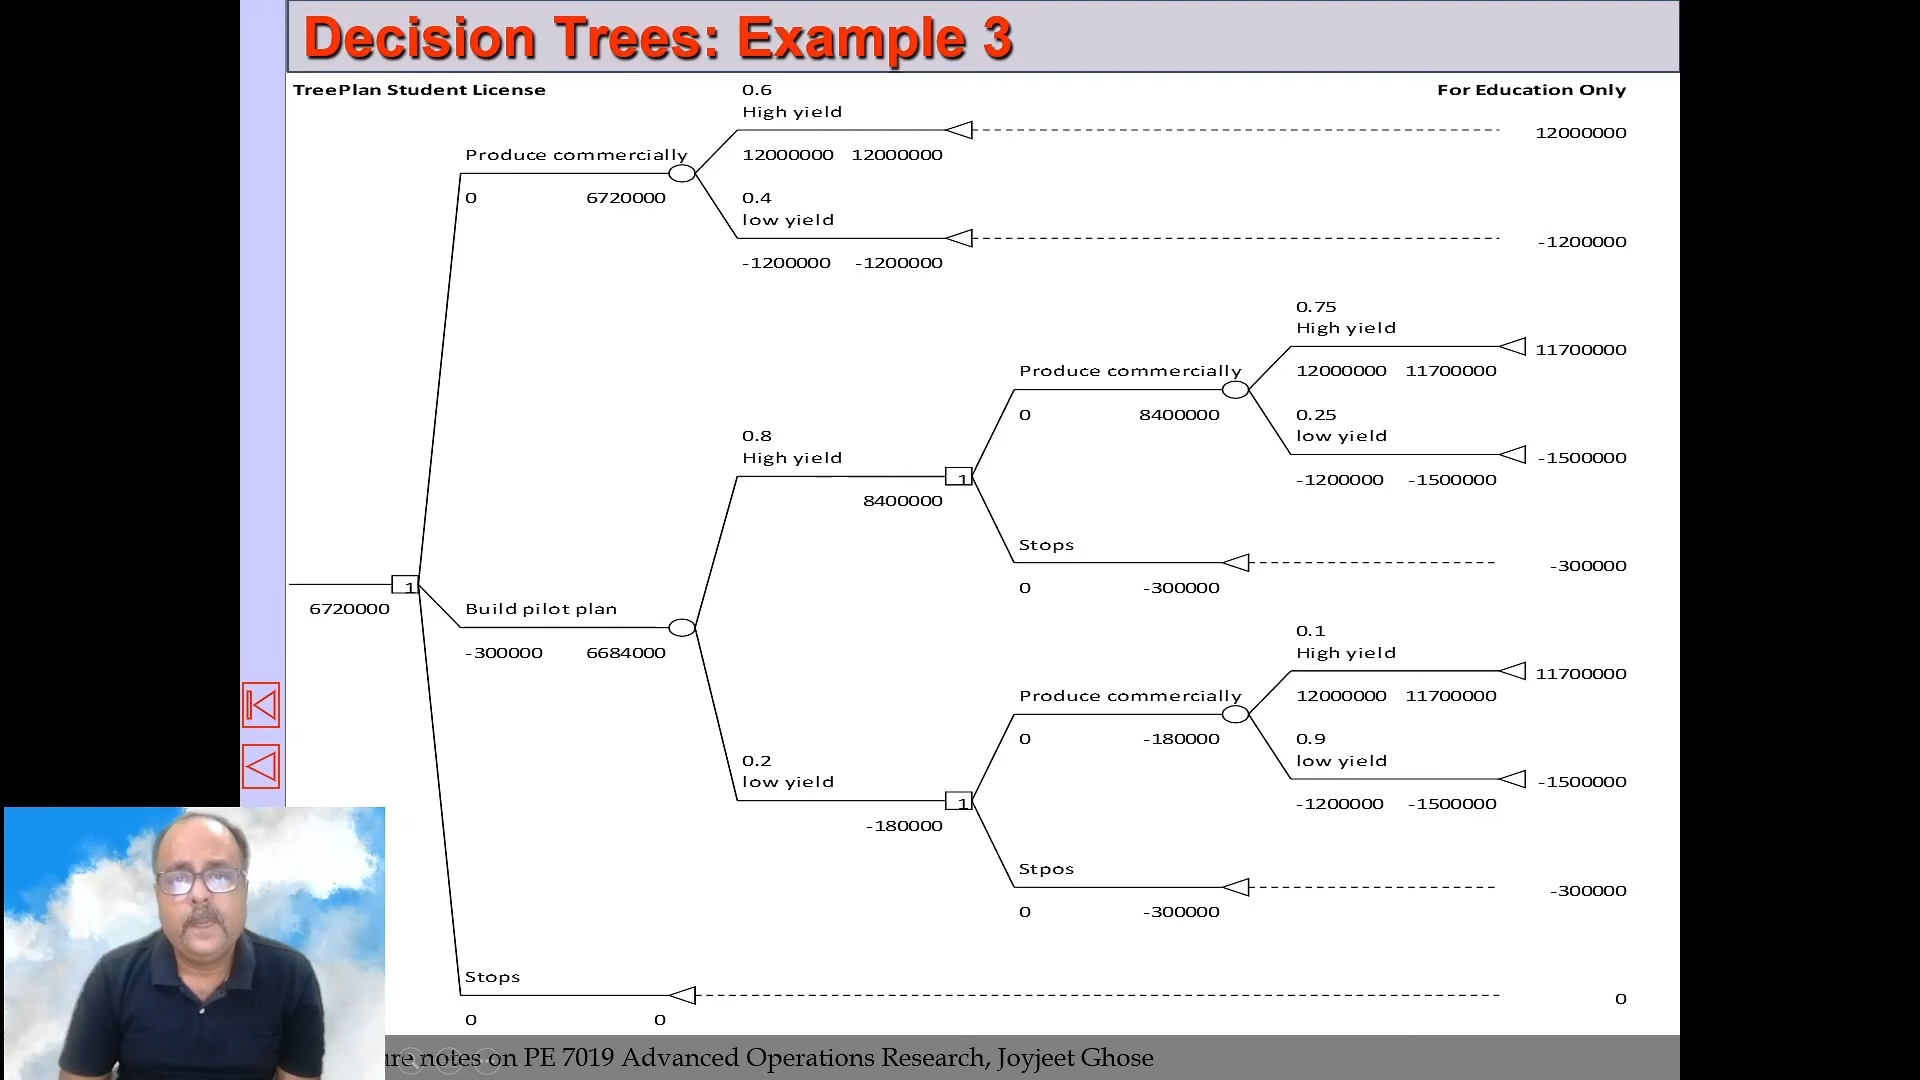 Decision Trees: Example 3
TreePlan Student License
For Education Only
0.6
High yield
12000000
12000000 12000000
Produce commercially
0 6720000
0.4
low yield
-1200000
-1200000 -1200000
0.75
High yield
11700000
12000000 11700000
Produce commercially
0 8400000
0.25
low yield
-1500000
-1200000 -1500000
0.8
High yield
1
8400000
Stops
-300000
0 -300000
1
6720000
Build pilot plan
-300000 6684000
0.1
High yield
11700000
12000000 11700000
Produce commercially
0 -180000
0.9
low yield
-1500000
-1200000 -1500000
0.2
low yield
1
-180000
Stpos
-300000
0 -300000
Stops
0
0 0
notes on PE 7019 Advanced Operations Research, Joyjeet Ghose